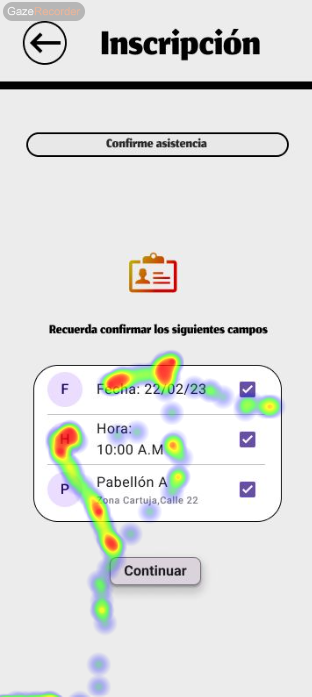 GazeRecorder
Inscripción
Confirme asistencia
Recuerda confirmar los siguientes campos
F
Fecha: 22/02/23
H
Hora:
10:00 A.M
P
Pabellón A
Zona Cartuja,Calle 22
Continuar